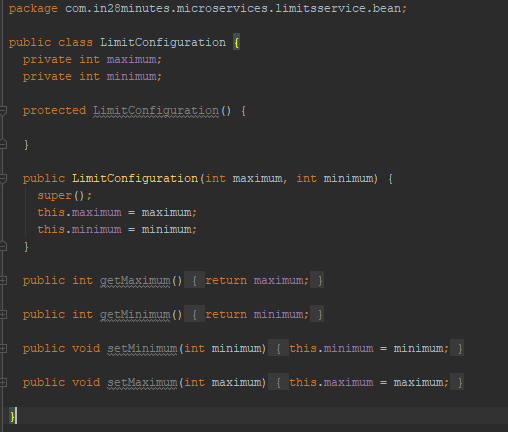 package com.in28minutes.microservices.limitsservice.bean;
public class LimitConfiguration {
private int maximum;
private int minimum;
protected LimitConfiguration() {
}
public LimitConfiguration(int maximum, int minimum) {
super();
this.maximum = maximum;
this.minimum = minimum;
}
public int getMaximum() { return maximum; }
public int getMinimum() { return minimum; }
public void setMinimum(int minimum) { this.minimum = minimum; }
public void setMaximum(int maximum) { this.maximum = maximum; }
}